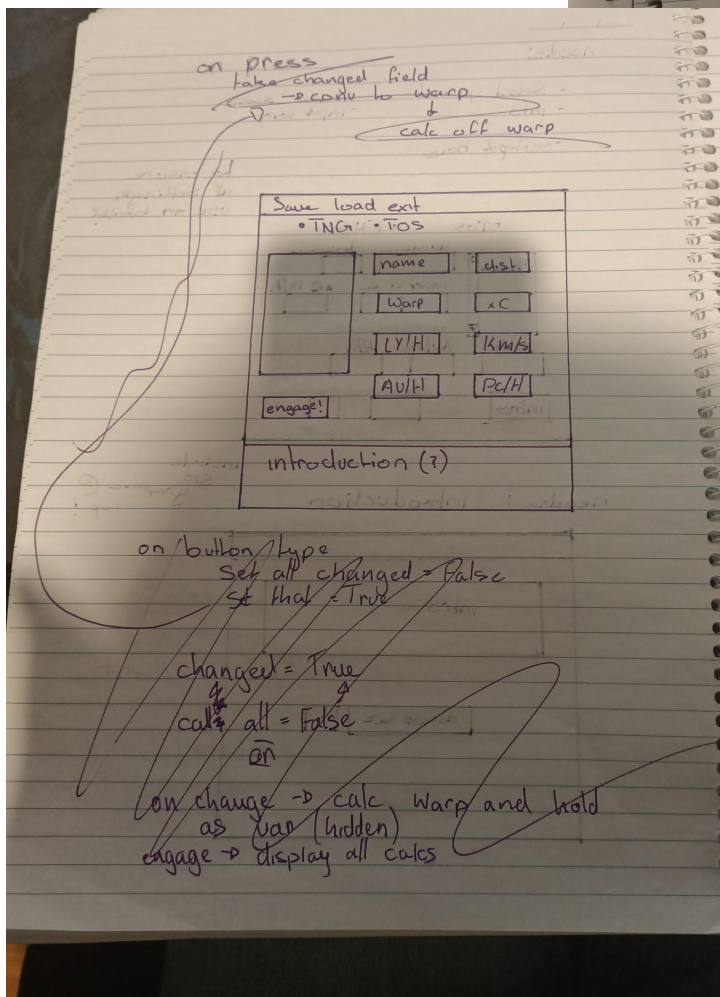 on press
take changed field
→ conv to warp
calc off warp
Save load exit
• TNG • TOS
name dist.
Warp xC
LY/H Km/s
AU/H Pc/H
engage!
introduction (?)
on button type
Set all changed = False
set that = True
changed = True
all = False
on
on change → calc warp and hold
as var (hidden)
engage → display all calcs